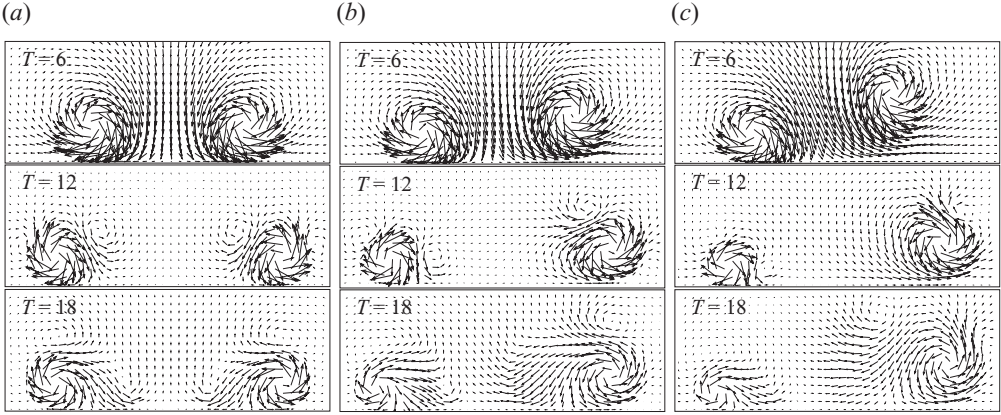 (a) (b) (c)
T = 6 T = 6 T = 6
T = 12 T = 12 T = 12
T = 18 T = 18 T = 18